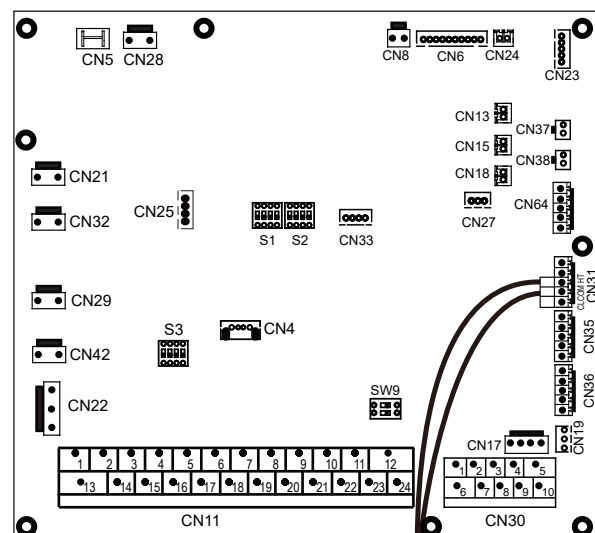 CN5
CN28
CN8
CN6
CN24
CN23
CN13
CN37
CN15
CN38
CN18
CN21
CN25
CN32
S1
S2
CN33
CN27
CN64
CLCOM HT
CN31
CN29
CN4
CN35
S3
CN42
CN36
CN22
SW9
CN17
CN19
1 2 3 4 5 6 7 8 9 10 11 12
13 14 15 16 17 18 19 20 21 22 23 24
CN11
1 2 3 4 5
6 7 8 9 10
CN30